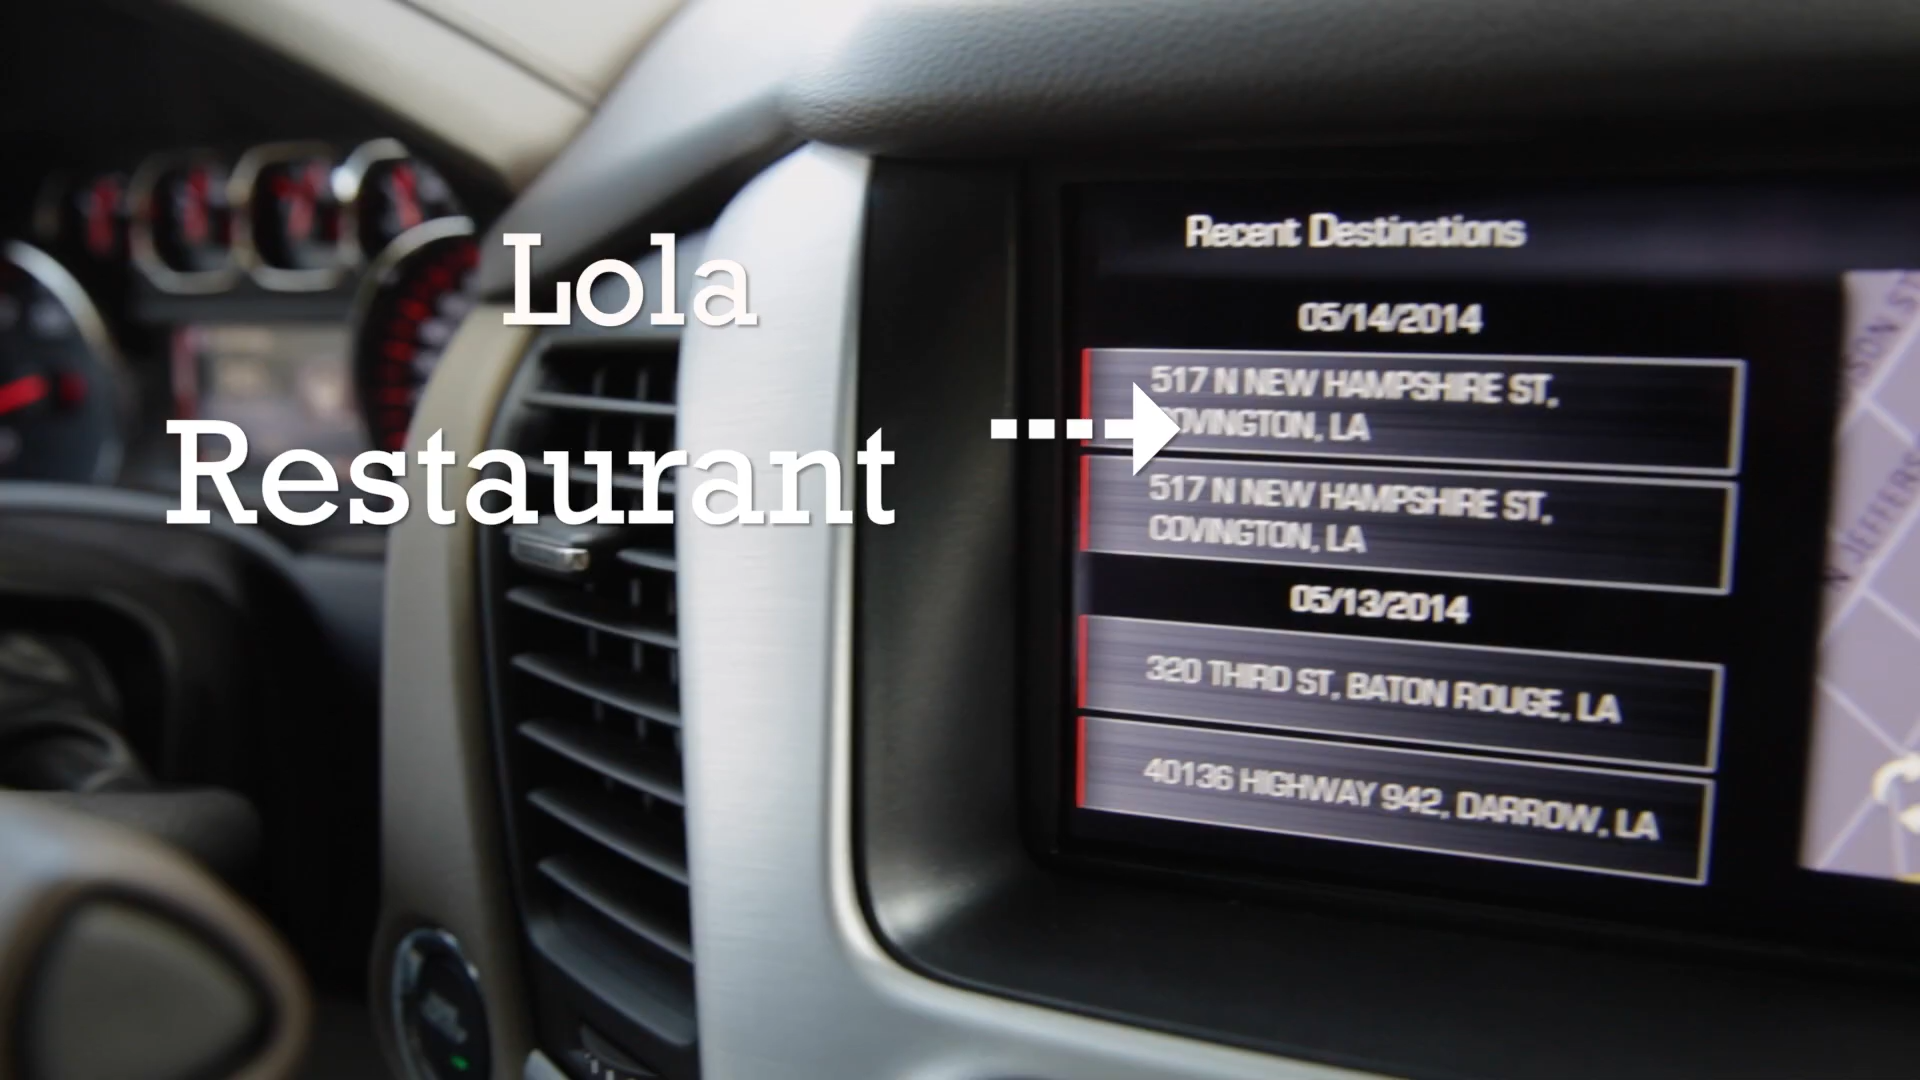 Lola
Restaurant
Recent Destinations
05/14/2014
517 N NEW HAMPSHIRE ST,
COVINGTON, LA
517 N NEW HAMPSHIRE ST,
COVINGTON, LA
05/13/2014
320 THIRD ST, BATON ROUGE, LA
40136 HIGHWAY 942, DARROW, LA